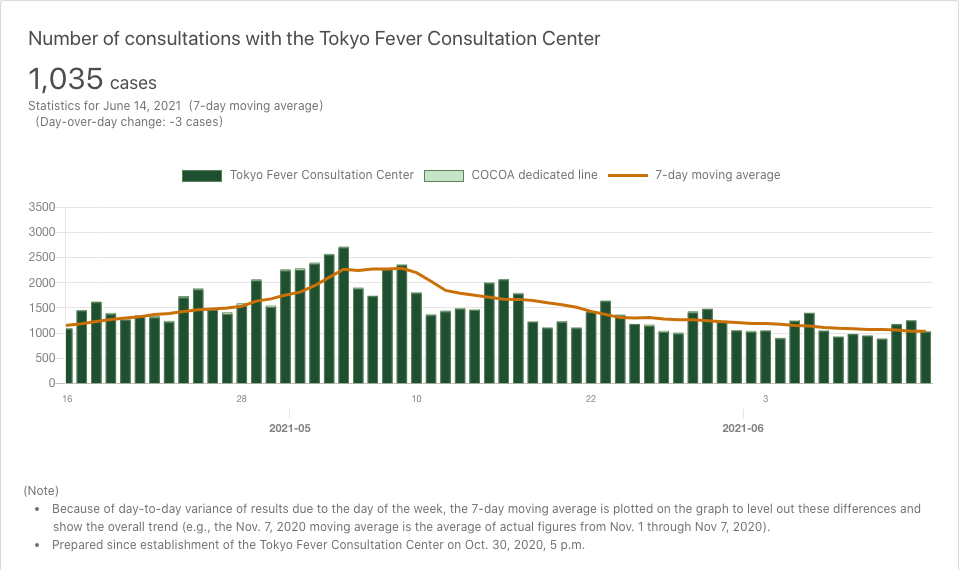 Number of consultations with the Tokyo Fever Consultation Center
1,035 cases
Statistics for June 14, 2021 (7-day moving average)
(Day-over-day change: -3 cases)
Tokyo Fever Consultation Center COCOA dedicated line 7-day moving average
3500
3000
2500
2000
1500
1000
500
0
16 28 10 22 3
2021-05 2021-06
(Note)
• Because of day-to-day variance of results due to the day of the week, the 7-day moving average is plotted on the graph to level out these differences and
show the overall trend (e.g., the Nov. 7, 2020 moving average is the average of actual figures from Nov. 1 through Nov 7, 2020).
• Prepared since establishment of the Tokyo Fever Consultation Center on Oct. 30, 2020, 5 p.m.